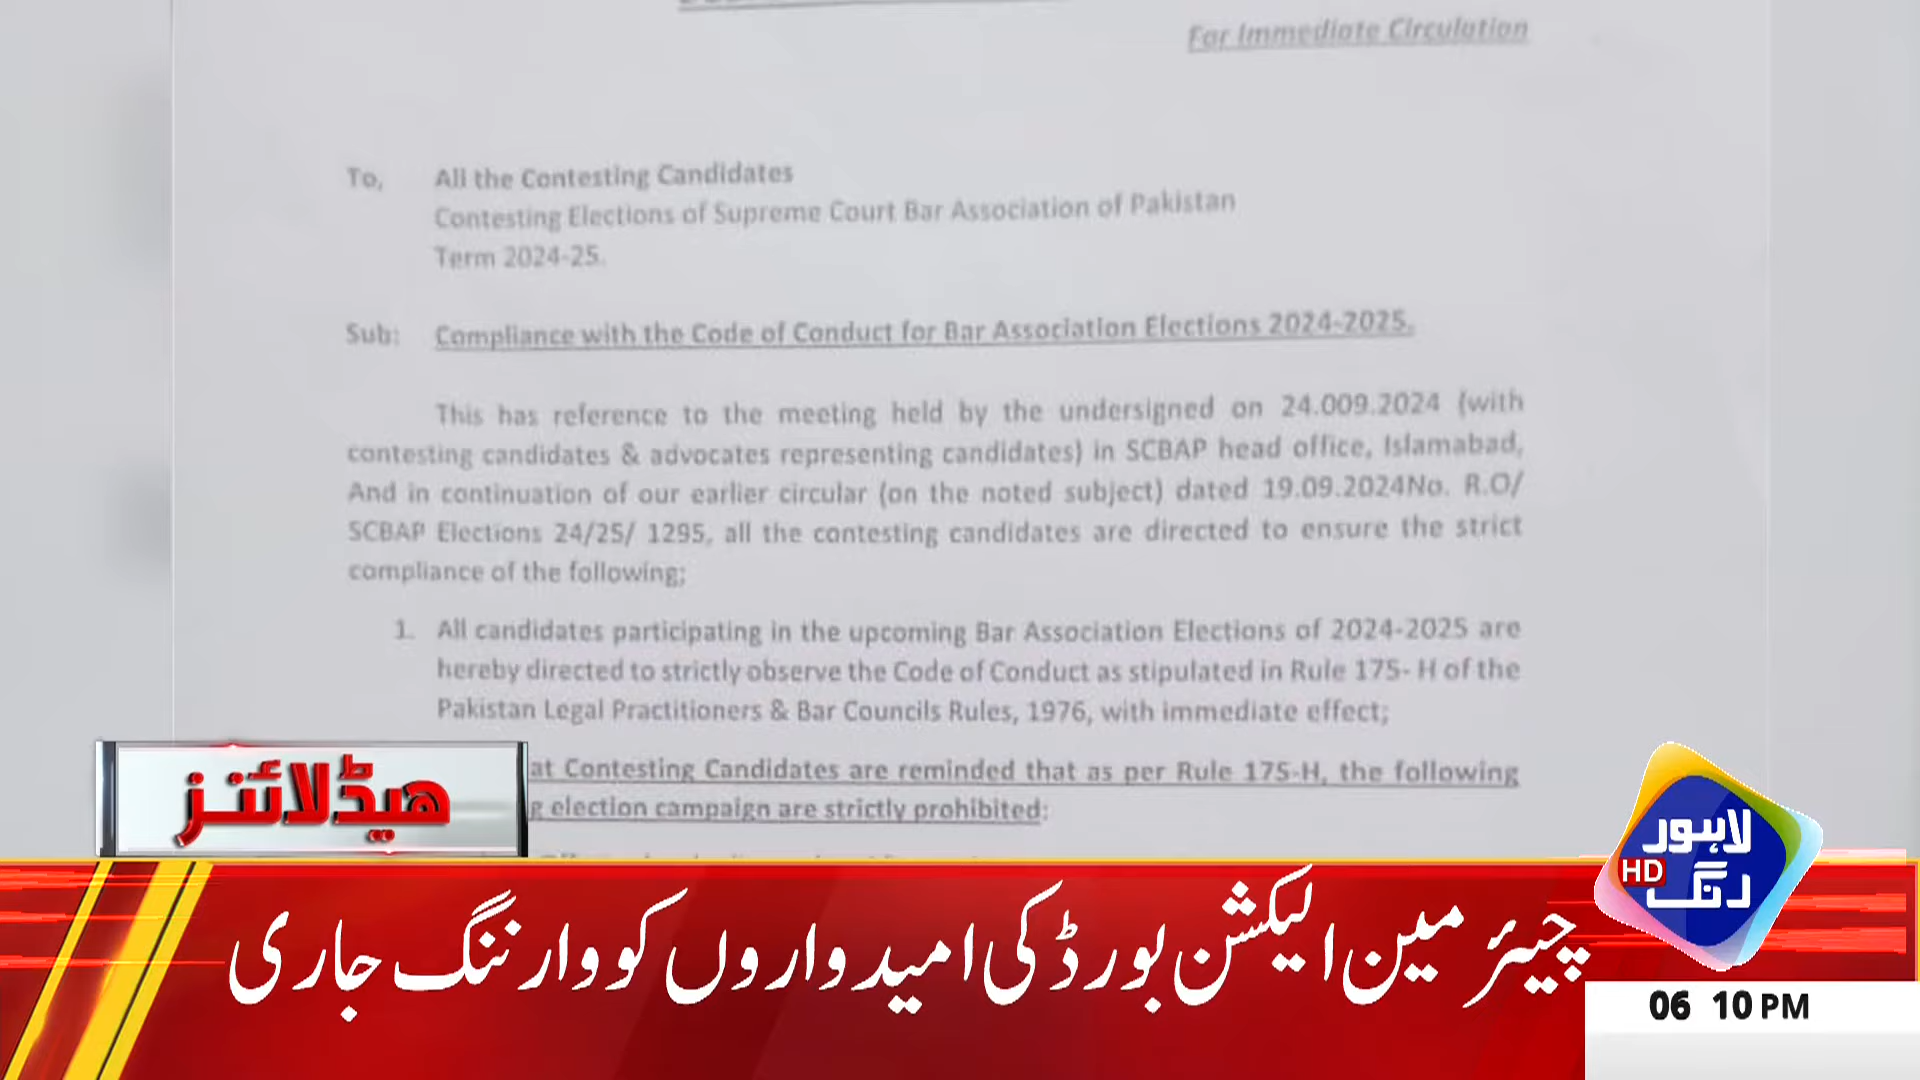 For Immediate Circulation
To, All the Contesting Candidates
Contesting Elections of Supreme Court Bar Association of Pakistan
Term 2024-25.
Sub: Compliance with the Code of Conduct for Bar Association Elections 2024-2025.
This has reference to the meeting held by the undersigned on 24.009.2024 (with
contesting candidates & advocates representing candidates) in SCBAP head office, Islamabad,
And in continuation of our earlier circular (on the noted subject) dated 19.09.2024No. R.O/
SCBAP Elections 24/25/ 1295, all the contesting candidates are directed to ensure the strict
compliance of the following;
1. All candidates participating in the upcoming Bar Association Elections of 2024-2025 are
hereby directed to strictly observe the Code of Conduct as stipulated in Rule 175- H of the
Pakistan Legal Practitioners & Bar Councils Rules, 1976, with immediate effect;
at Contesting Candidates are reminded that as per Rule 175-H, the following
g election campaign are strictly prohibited:
ہیڈلائنز
لاہور
HD
رنگ
چیئرمین الیکشن بورڈ کی امیدواروں کو وارننگ جاری
06 10 PM